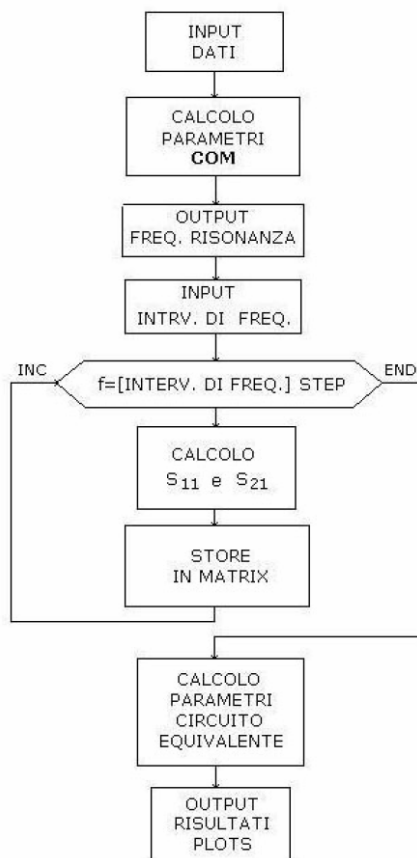 INPUT
DATI
CALCOLO
PARAMETRI
COM
OUTPUT
FREQ. RISONANZA
INPUT
INTRV. DI FREQ.
INC
END
f=[INTERV. DI FREQ.] STEP
CALCOLO
S11 e S21
STORE
IN MATRIX
CALCOLO
PARAMETRI
CIRCUITO
EQUIVALENTE
OUTPUT
RISULTATI
PLOTS